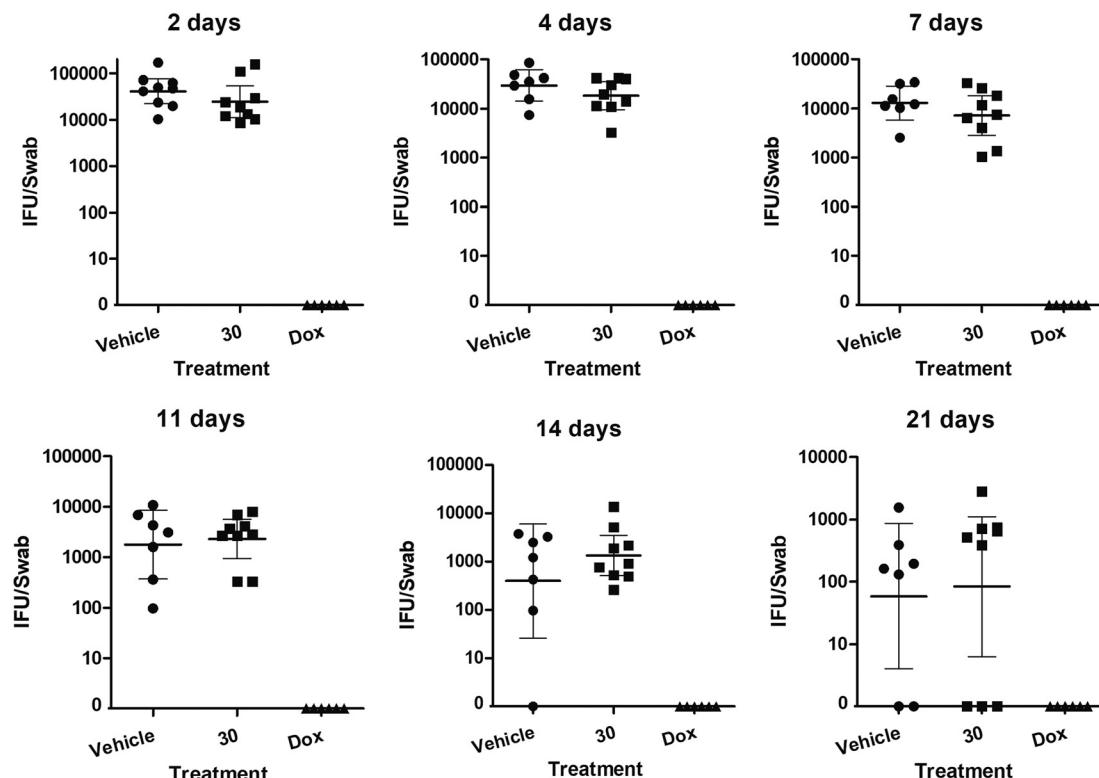 2 days
4 days
7 days
100000
10000
1000
100
10
0
IFU/Swab
Vehicle
30
Dox
Treatment
100000
10000
1000
100
10
0
IFU/Swab
Vehicle
30
Dox
Treatment
100000
10000
1000
100
10
0
IFU/Swab
Vehicle
30
Dox
Treatment
11 days
14 days
21 days
100000
10000
1000
100
10
0
IFU/Swab
Vehicle
30
Dox
Treatment
100000
10000
1000
100
10
0
IFU/Swab
Vehicle
30
Dox
Treatment
10000
1000
100
10
0
IFU/Swab
Vehicle
30
Dox
Treatment